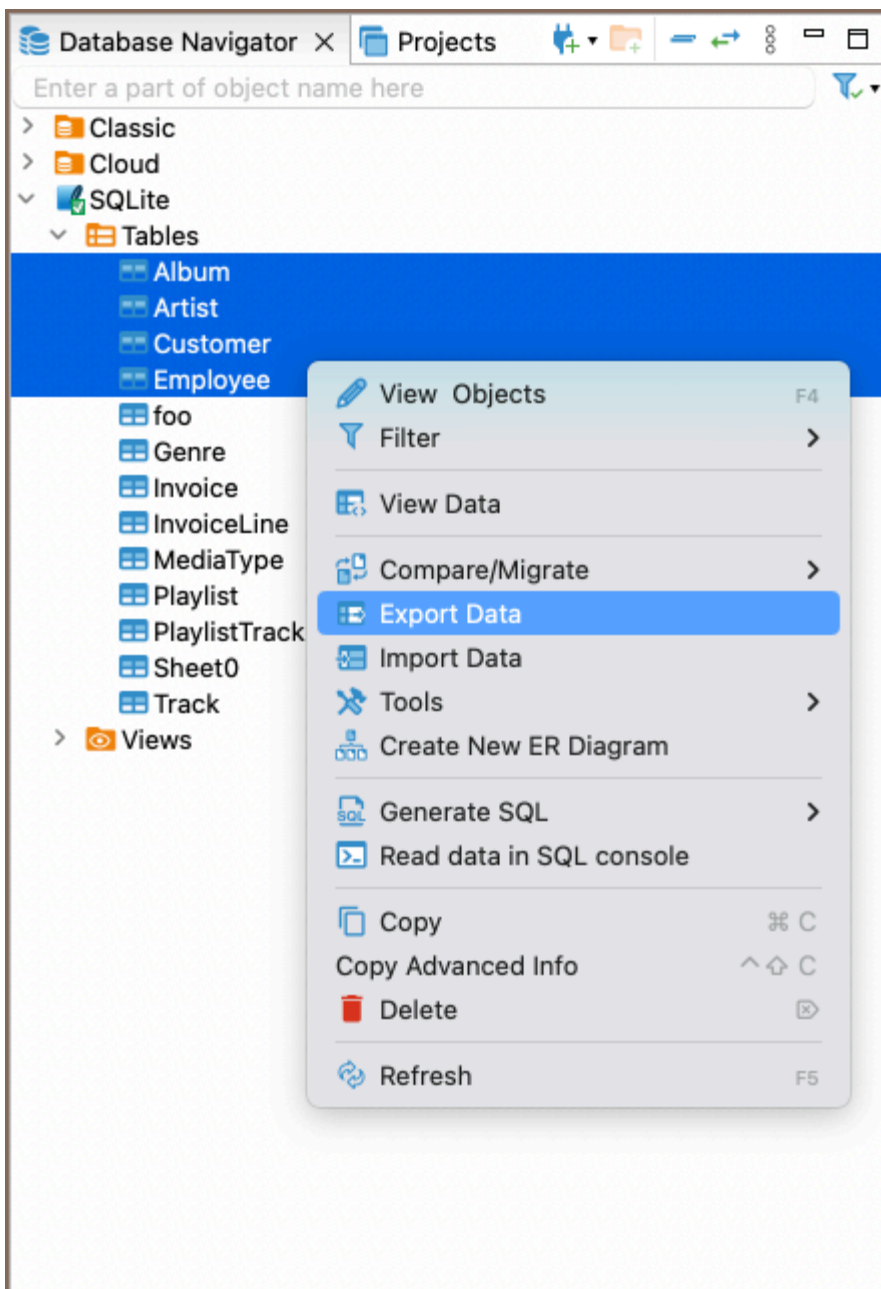 Database Navigator
Projects
Enter a part of object name here
Classic
Cloud
SQLite
Tables
Album
Artist
Customer
Employee
foo
Genre
Invoice
InvoiceLine
MediaType
Playlist
PlaylistTrack
Sheet0
Track
Views
View Objects F4
Filter
View Data
Compare/Migrate
Export Data
Import Data
Tools
Create New ER Diagram
Generate SQL
Read data in SQL console
Copy ⌘ C
Copy Advanced Info ^ ⇧ C
Delete ⌦
Refresh F5